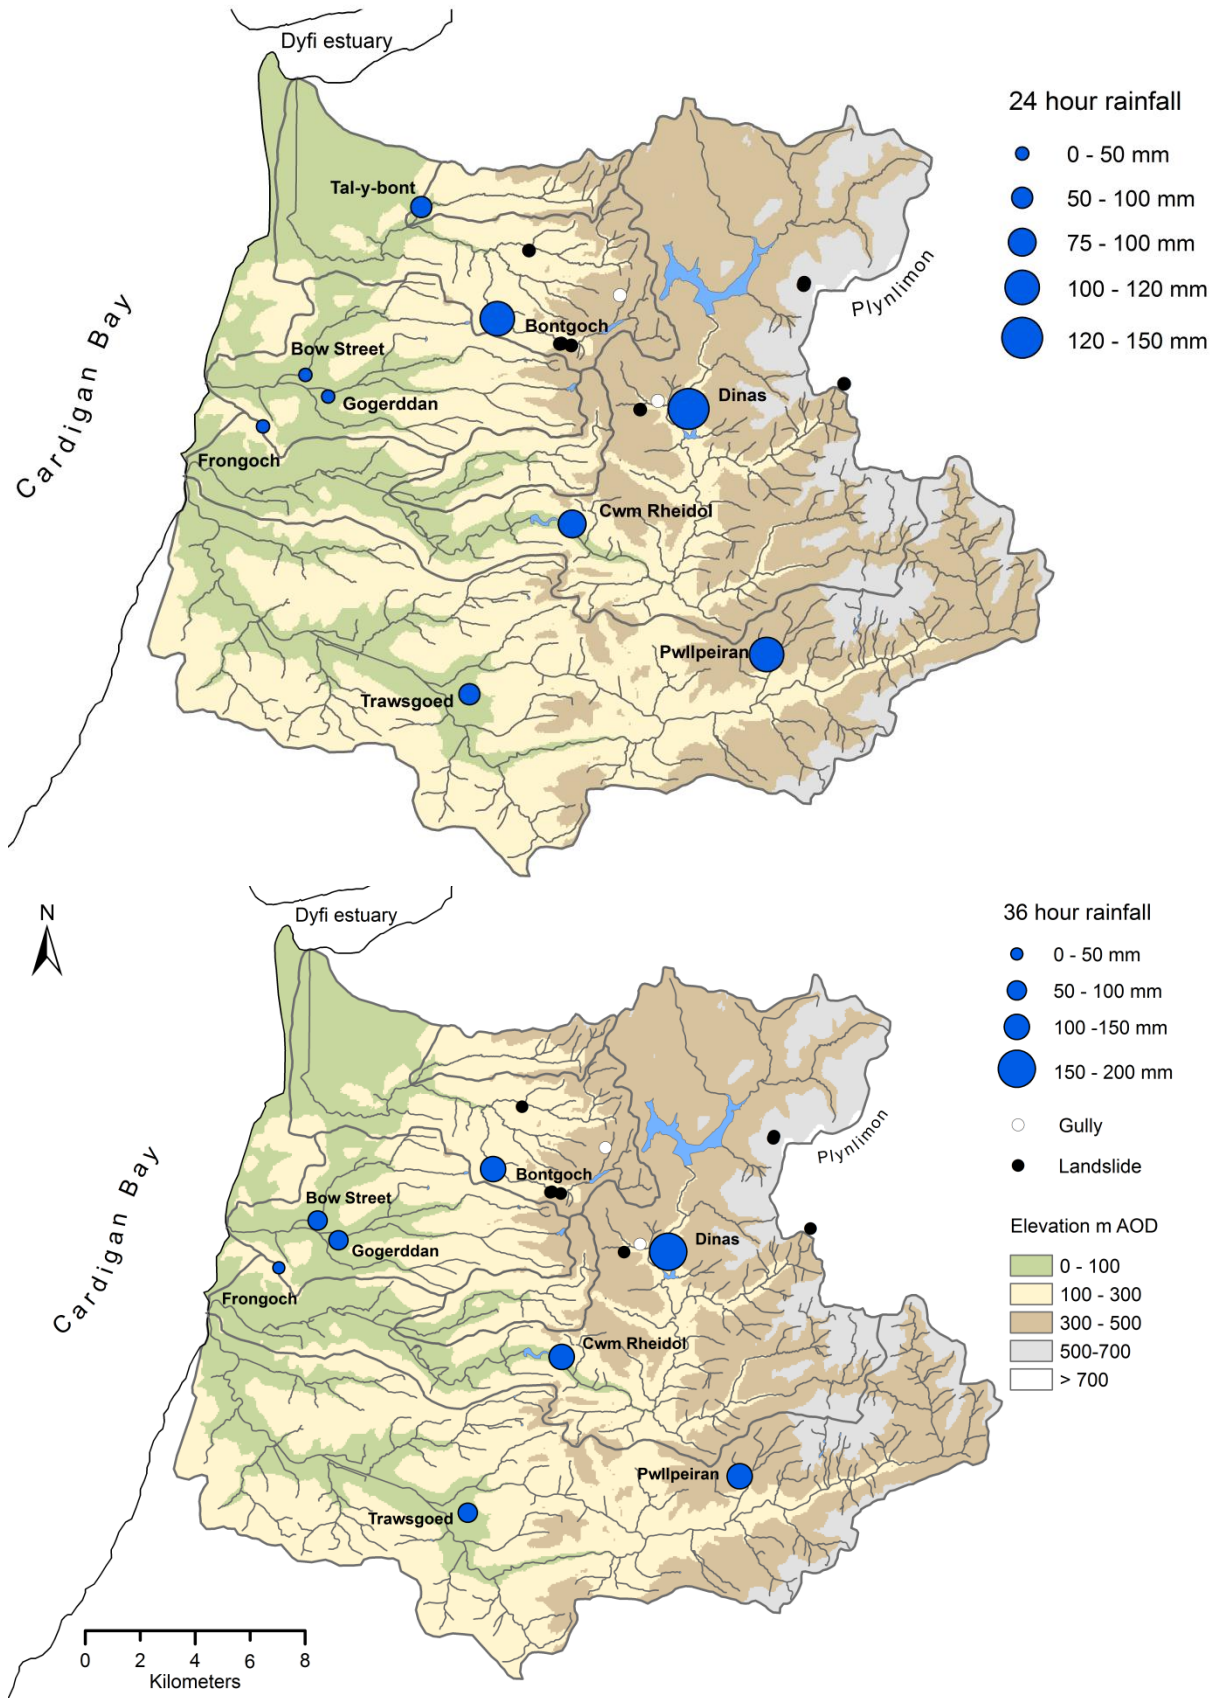 Dyfi estuary
24 hour rainfall
0 - 50 mm
50 - 100 mm
75 - 100 mm
100 - 120 mm
120 - 150 mm
Tal-y-bont
Plynlimon
Cardigan Bay
Bontgoch
Bow Street
Dinas
Gogerddan
Frongoch
Cwm Rheidol
Pwllpeiran
Trawsgoed
N
Dyfi estuary
36 hour rainfall
0 - 50 mm
50 - 100 mm
100 -150 mm
150 - 200 mm
Gully
Landslide
Plynlimon
Cardigan Bay
Bontgoch
Bow Street
Gogerddan
Dinas
Frongoch
Elevation m AOD
0 - 100
100 - 300
300 - 500
500-700
> 700
Cwm Rheidol
Pwllpeiran
Trawsgoed
0 2 4 6 8
Kilometers